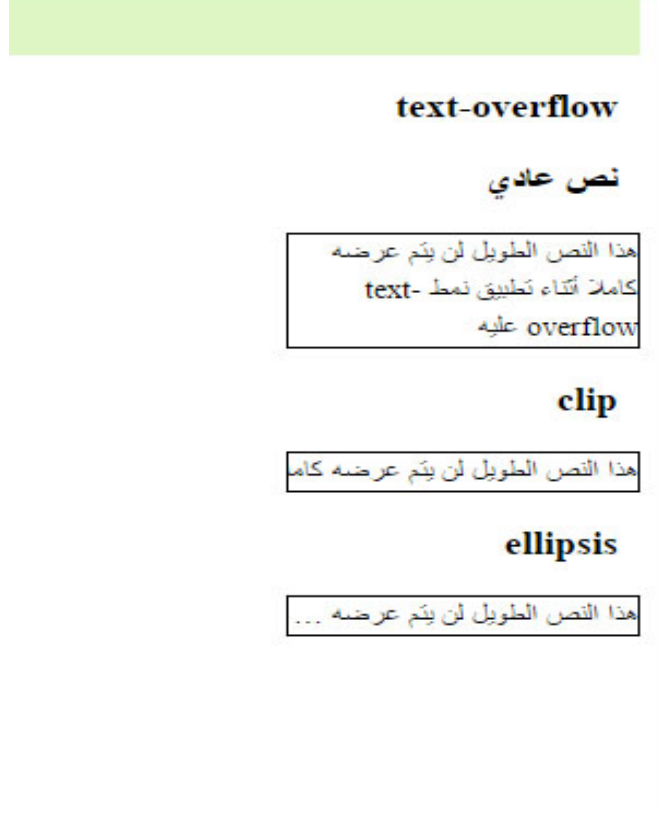 text-overflow
نص عادي
هذا النص الطويل لن يتم عرضه
كاملاً أثناء تطبيق نمط text-
overflow عليه
clip
هذا النص الطويل لن يتم عرضه كاما
ellipsis
هذا النص الطويل لن يتم عرضه ...